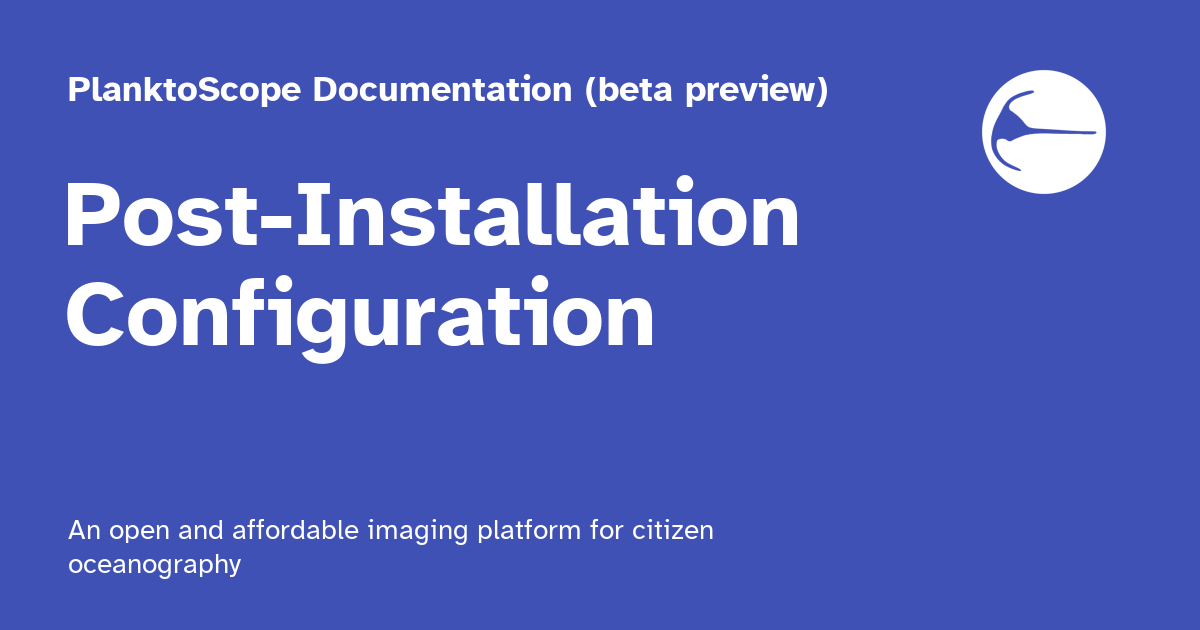 PlanktoScope Documentation (beta preview)
Post-Installation
Configuration
An open and affordable imaging platform for citizen
oceanography